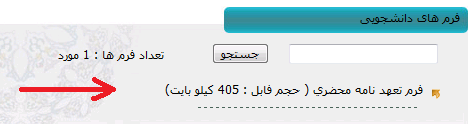 فرم های دانشجویی
جستجو تعداد فرم ها : 1 مورد
فرم تعهد نامه محضري ( حجم فایل : 405 کیلو بایت)